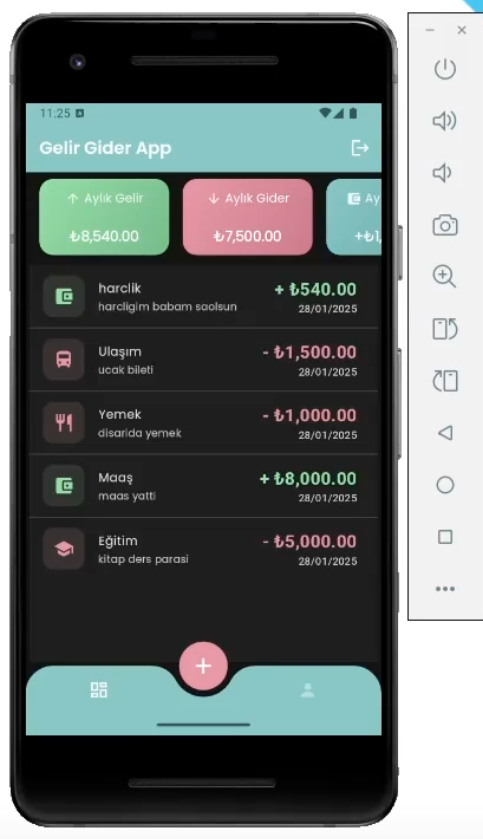 11:25
Gelir Gider App
Aylık Gelir
Aylık Gider
Ay
₺8,540.00
₺7,500.00
+₺1,
harclik
+ ₺540.00
harcligim babam saolsun
28/01/2025
Ulaşım
- ₺1,500.00
ucak bileti
28/01/2025
Yemek
- ₺1,000.00
disarida yemek
28/01/2025
Maaş
+ ₺8,000.00
maas yatti
28/01/2025
Eğitim
- ₺5,000.00
kitap ders parasi
28/01/2025